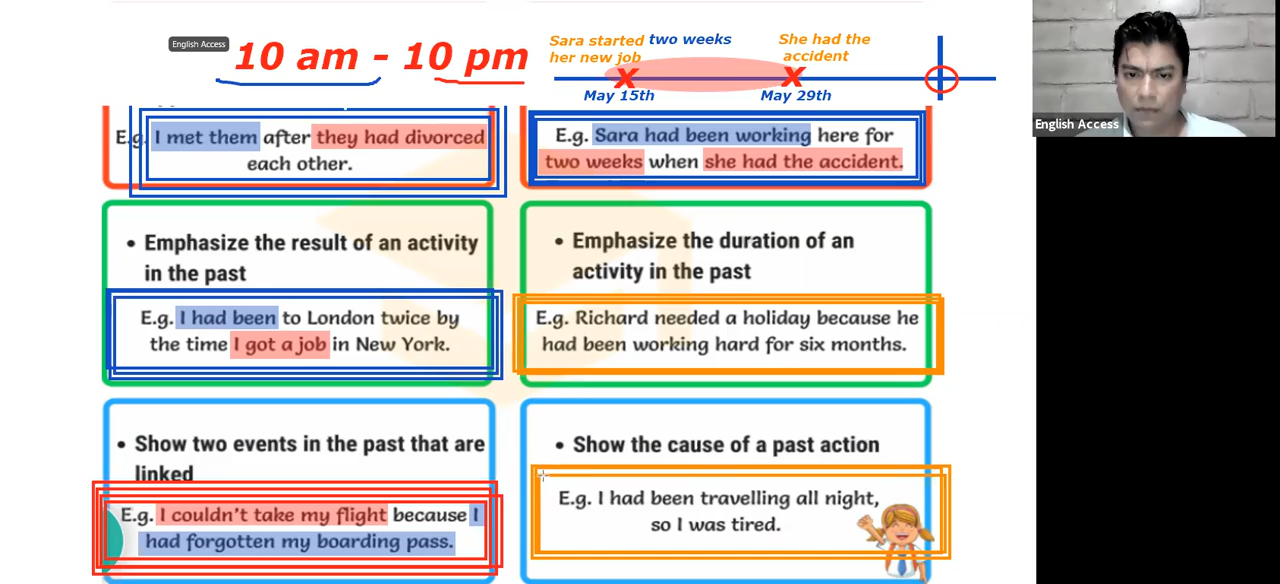 English Access
10 am - 10 pm
Sara started two weeks
her new job
She had the
accident
May 15th
May 29th
E.g. I met them after they had divorced
each other.
E.g. Sara had been working here for
two weeks when she had the accident.
• Emphasize the result of an activity
in the past
E.g. I had been to London twice by
the time I got a job in New York.
• Emphasize the duration of an
activity in the past
E.g. Richard needed a holiday because he
had been working hard for six months.
• Show two events in the past that are
linked
E.g. I couldn't take my flight because I
had forgotten my boarding pass.
• Show the cause of a past action
E.g. I had been travelling all night,
so I was tired.
English Access